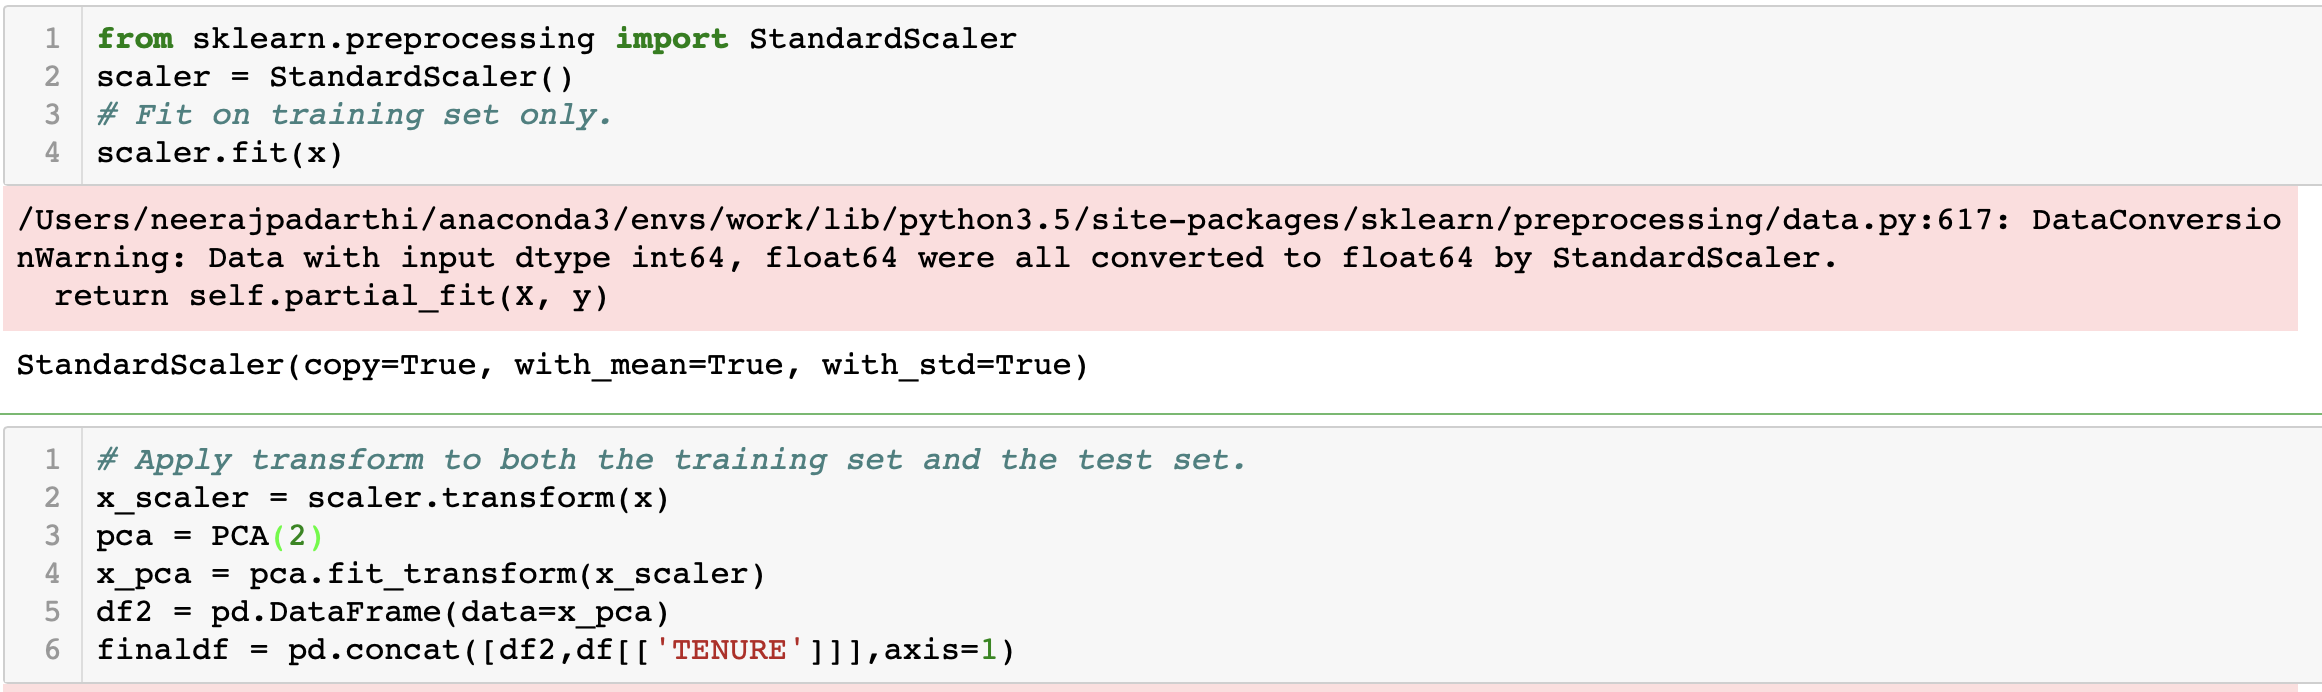 1 from sklearn.preprocessing import StandardScaler
2 scaler = StandardScaler()
3 # Fit on training set only.
4 scaler.fit(x)
/Users/neerajpadarthi/anaconda3/envs/work/lib/python3.5/site-packages/sklearn/preprocessing/data.py:617: DataConversio
nWarning: Data with input dtype int64, float64 were all converted to float64 by StandardScaler.
  return self.partial_fit(X, y)
StandardScaler(copy=True, with_mean=True, with_std=True)
1 # Apply transform to both the training set and the test set.
2 x_scaler = scaler.transform(x)
3 pca = PCA(2)
4 x_pca = pca.fit_transform(x_scaler)
5 df2 = pd.DataFrame(data=x_pca)
6 finaldf = pd.concat([df2,df[['TENURE']]],axis=1)